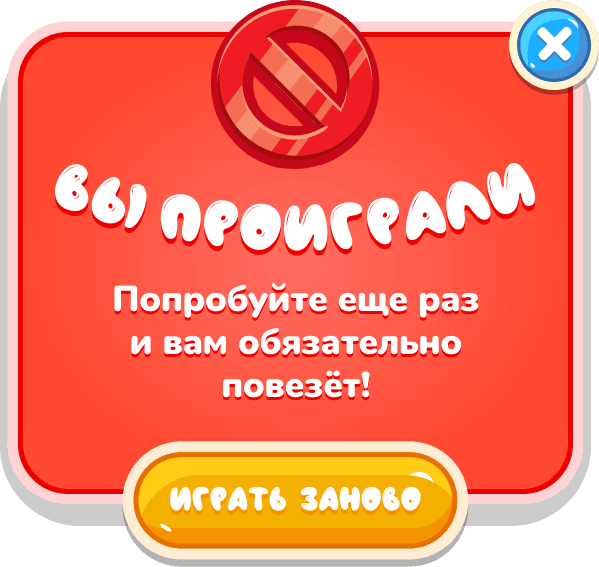 ВЫ ПРОИГРАЛИ
Попробуйте еще раз
и вам обязательно
повезёт!
ИГРАТЬ ЗАНОВО